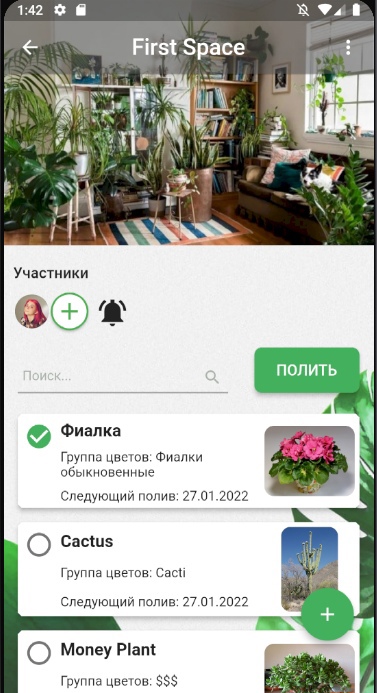 1:42
First Space
Участники
Поиск...
ПОЛИТЬ
Фиалка
Группа цветов: Фиалки
обыкновенные
Следующий полив: 27.01.2022
Cactus
Группа цветов: Cacti
Следующий полив: 27.01.2022
Money Plant
Группа цветов: $$$